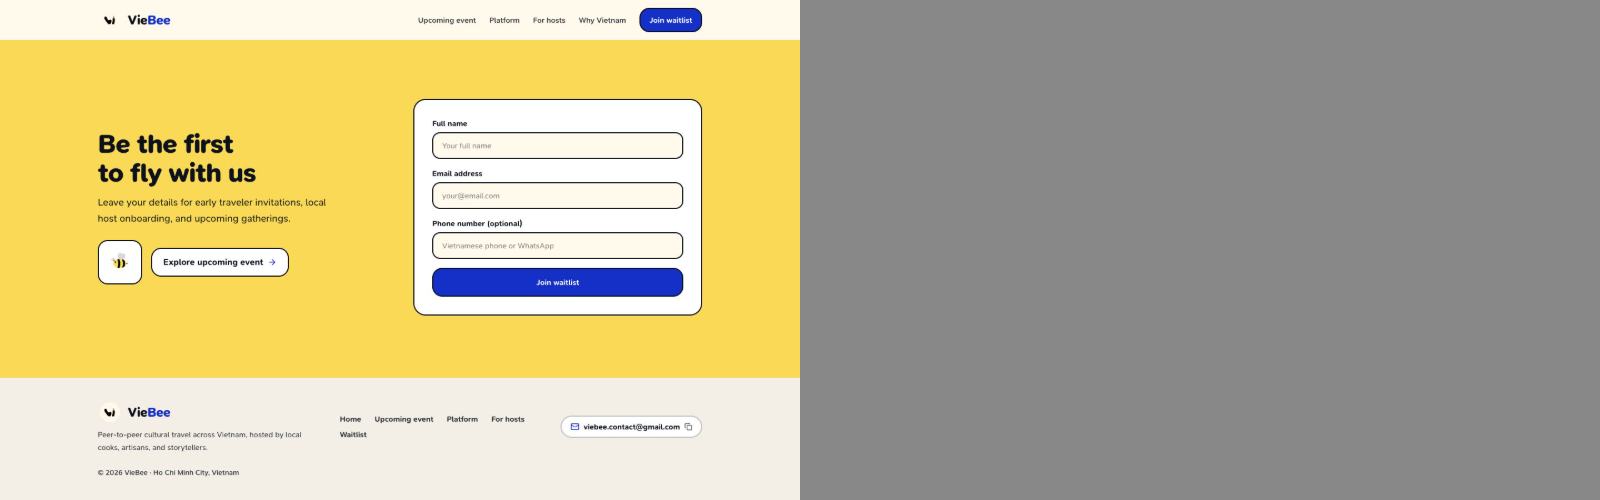 VieBee
Upcoming event
Platform
For hosts
Why Vietnam
Join waitlist
Be the first
to fly with us
Leave your details for early traveler invitations, local
host onboarding, and upcoming gatherings.
Explore upcoming event →
Full name
Your full name
Email address
your@email.com
Phone number (optional)
Vietnamese phone or WhatsApp
Join waitlist
VieBee
Peer-to-peer cultural travel across Vietnam, hosted by local
cooks, artisans, and storytellers.
© 2026 VieBee · Ho Chi Minh City, Vietnam
Home
Upcoming event
Platform
For hosts
Waitlist
viebee.contact@gmail.com